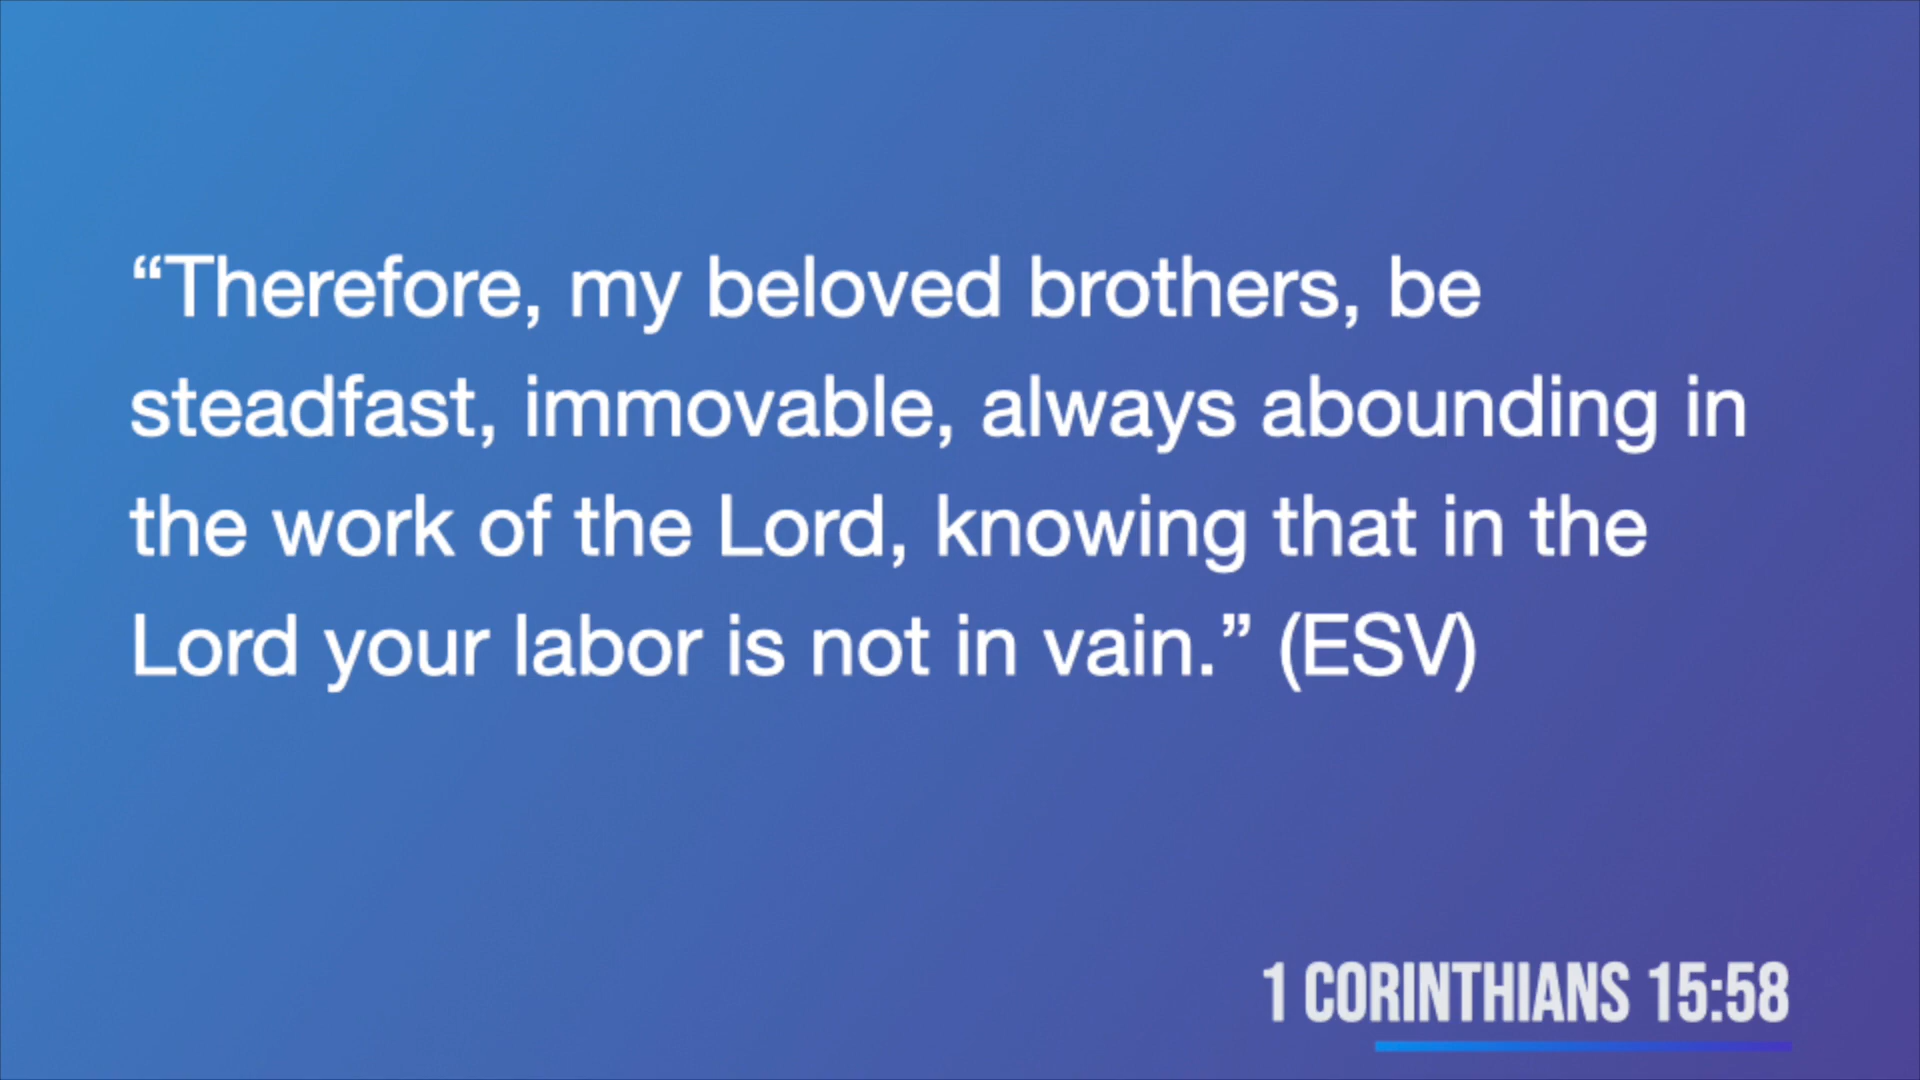 “Therefore, my beloved brothers, be
steadfast, immovable, always abounding in
the work of the Lord, knowing that in the
Lord your labor is not in vain.” (ESV)
1 CORINTHIANS 15:58